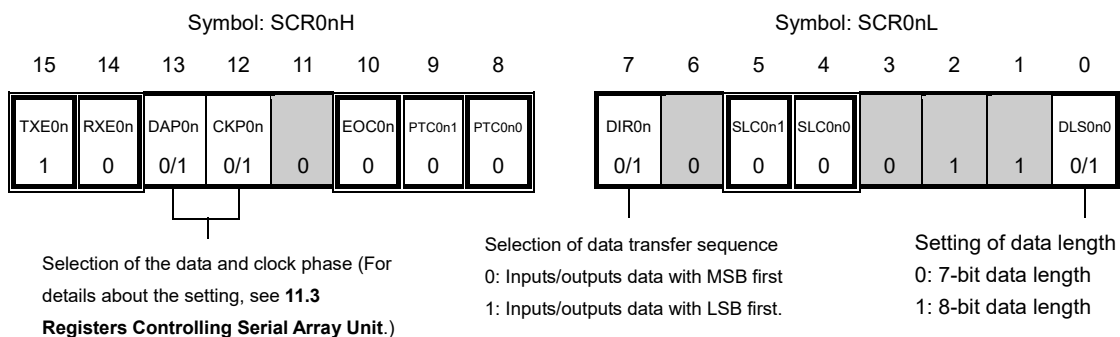 Symbol: SCR0nH
Symbol: SCR0nL
15 14 13 12 11 10 9 8
7 6 5 4 3 2 1 0
TXE0n RXE0n DAP0n CKP0n EOC0n PTC0n1 PTC0n0
DIR0n SLC0n1 SLC0n0 DLS0n0
1 0 0/1 0/1 0 0 0 0
0/1 0 0 0 0 1 1 0/1
Selection of the data and clock phase (For
details about the setting, see 11.3
Registers Controlling Serial Array Unit.)
Selection of data transfer sequence
0: Inputs/outputs data with MSB first
1: Inputs/outputs data with LSB first.
Setting of data length
0: 7-bit data length
1: 8-bit data length